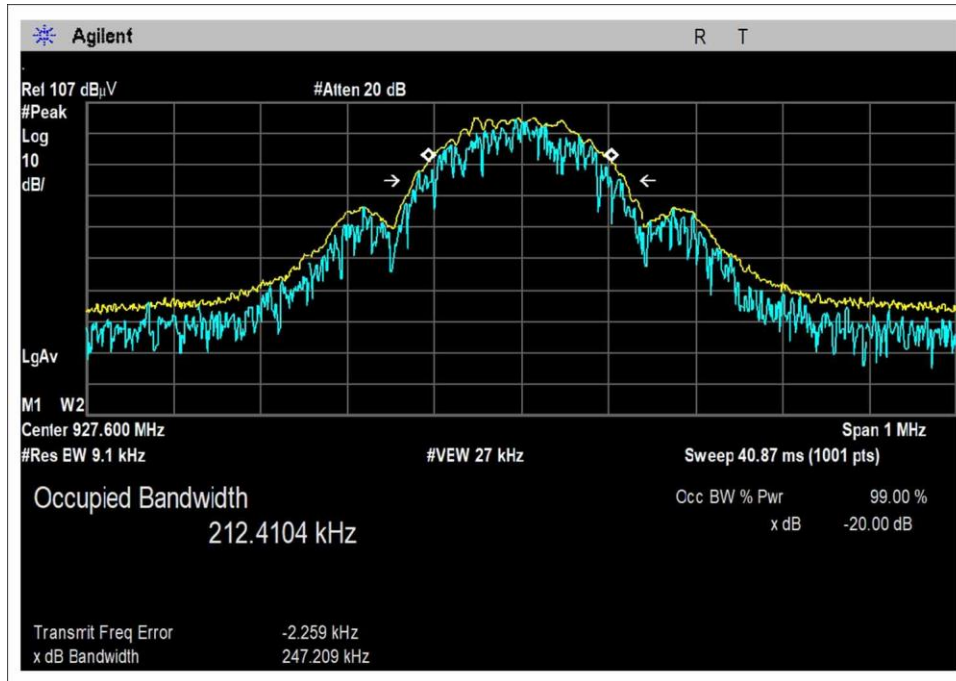 Agilent R T
Ref 107 dBµV #Atten 20 dB
#Peak
Log
10
dB/
LgAv
M1 W2
Center 927.600 MHz Span 1 MHz
#Res BW 9.1 kHz #VBW 27 kHz Sweep 40.87 ms (1001 pts)
Occupied Bandwidth Occ BW % Pwr 99.00 %
212.4104 kHz x dB -20.00 dB
Transmit Freq Error -2.259 kHz
x dB Bandwidth 247.209 kHz